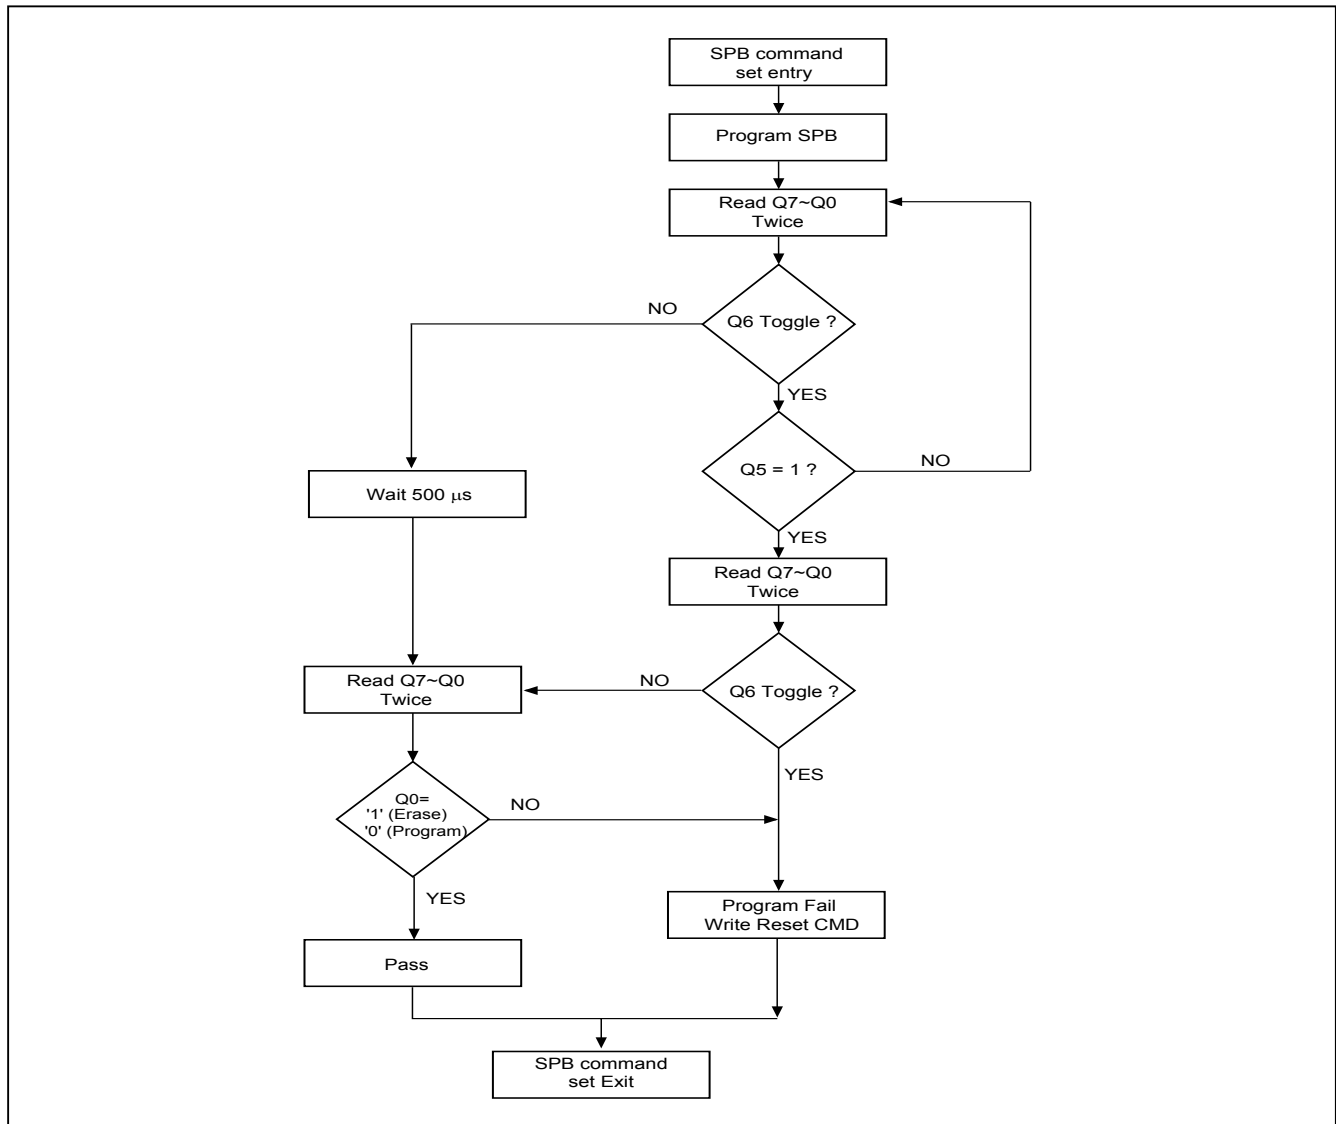 SPB command
set entry
Program SPB
Read Q7~Q0
Twice
NO
Q6 Toggle ?
YES
Q5 = 1 ?
NO
Wait 500 μs
YES
Read Q7~Q0
Twice
Read Q7~Q0
Twice
NO
Q6 Toggle ?
YES
Q0=
'1' (Erase)
'0' (Program)
NO
YES
Program Fail
Write Reset CMD
Pass
SPB command
set Exit